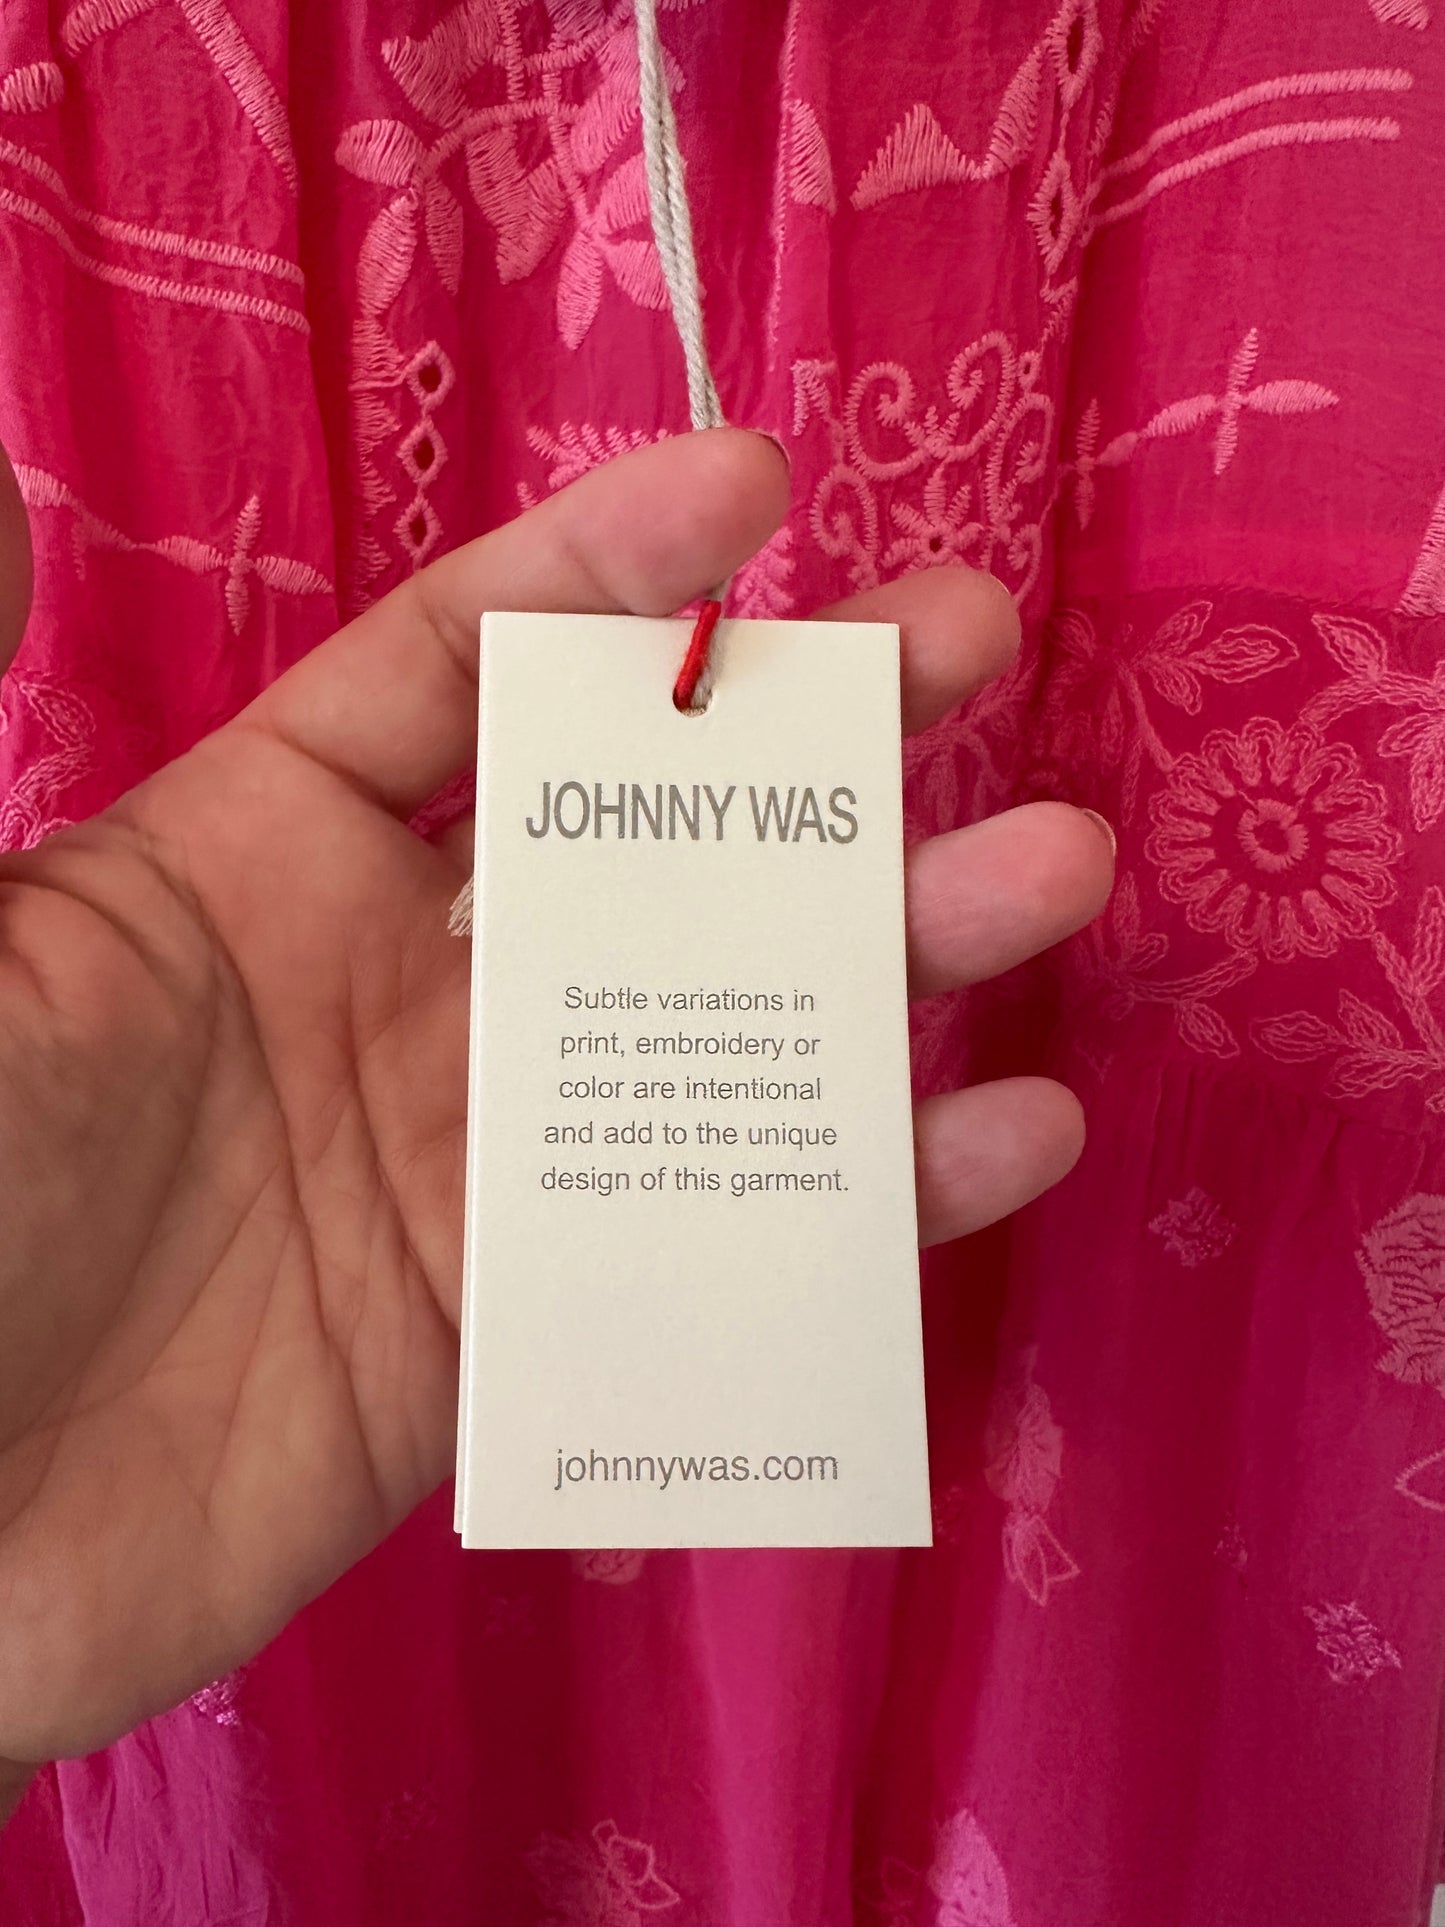 JOHNNY WAS
Subtle variations in
print, embroidery or
color are intentional
and add to the unique
design of this garment.
johnnywas.com